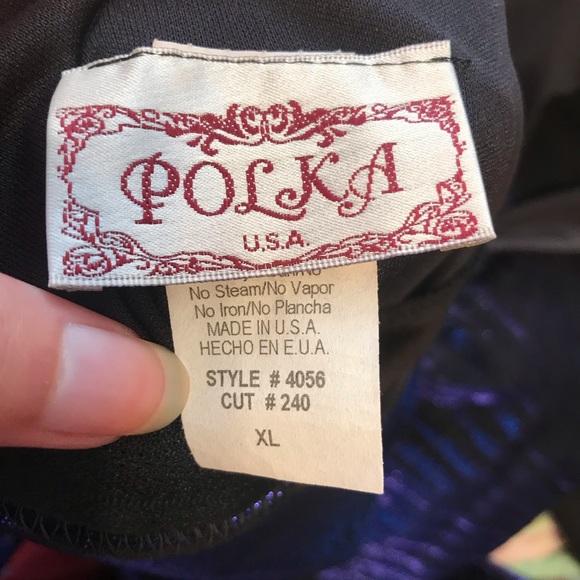 POLKA
U.S.A.
No Steam/No Vapor
No Iron/No Plancha
MADE IN U.S.A.
HECHO EN E.U.A.
STYLE # 4056
CUT # 240
XL